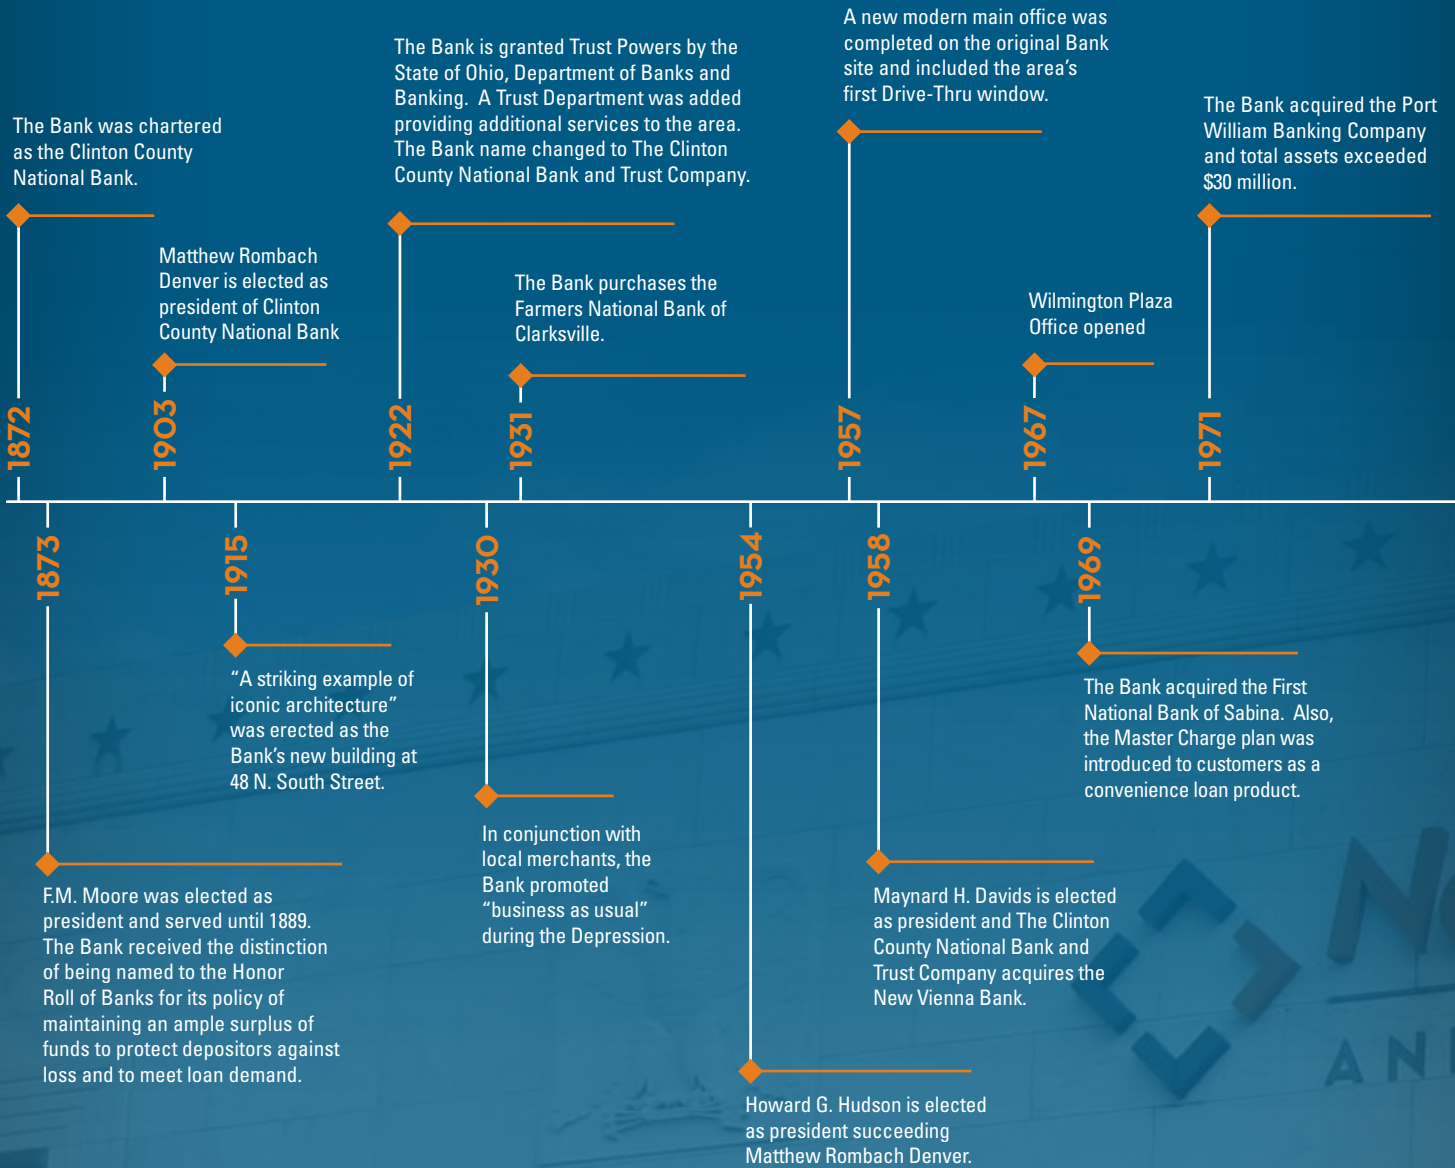 The Bank was chartered
as the Clinton County
National Bank.
1872
F.M. Moore was elected as
president and served until 1889.
The Bank received the distinction
of being named to the Honor
Roll of Banks for its policy of
maintaining an ample surplus of
funds to protect depositors against
loss and to meet loan demand.
1873
Matthew Rombach
Denver is elected as
president of Clinton
County National Bank
1903
1915
“A striking example of
iconic architecture”
was erected as the
Bank’s new building at
48 N. South Street.
The Bank is granted Trust Powers by the
State of Ohio, Department of Banks and
Banking.  A Trust Department was added
providing additional services to the area.
The Bank name changed to The Clinton
County National Bank and Trust Company.
1922
1930
In conjunction with
local merchants, the
Bank promoted
“business as usual”
during the Depression.
The Bank purchases the
Farmers National Bank of
Clarksville.
1931
1954
Howard G. Hudson is elected
as president succeeding
Matthew Rombach Denver.
A new modern main office was
completed on the original Bank
site and included the area’s
first Drive-Thru window.
1957
1958
Maynard H. Davids is elected
as president and The Clinton
County National Bank and
Trust Company acquires the
New Vienna Bank.
Wilmington Plaza
Office opened
1967
1969
The Bank acquired the First
National Bank of Sabina.  Also,
the Master Charge plan was
introduced to customers as a
convenience loan product.
The Bank acquired the Port
William Banking Company
and total assets exceeded
$30 million.
1971